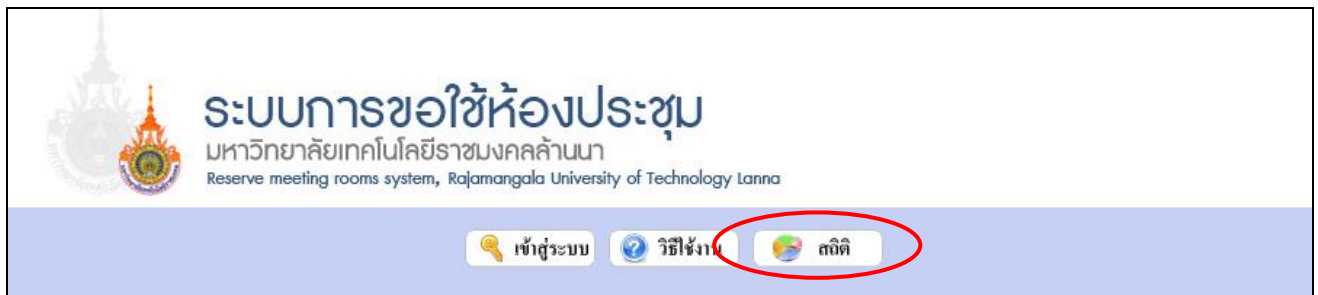 ระบบการขอใช้ห้องประชุม
มหาวิทยาลัยเทคโนโลยีราชมงคลล้านนา
Reserve meeting rooms system, Rajamangala University of Technology Lanna
เข้าสู่ระบบ วิธีใช้งาน สถิติ